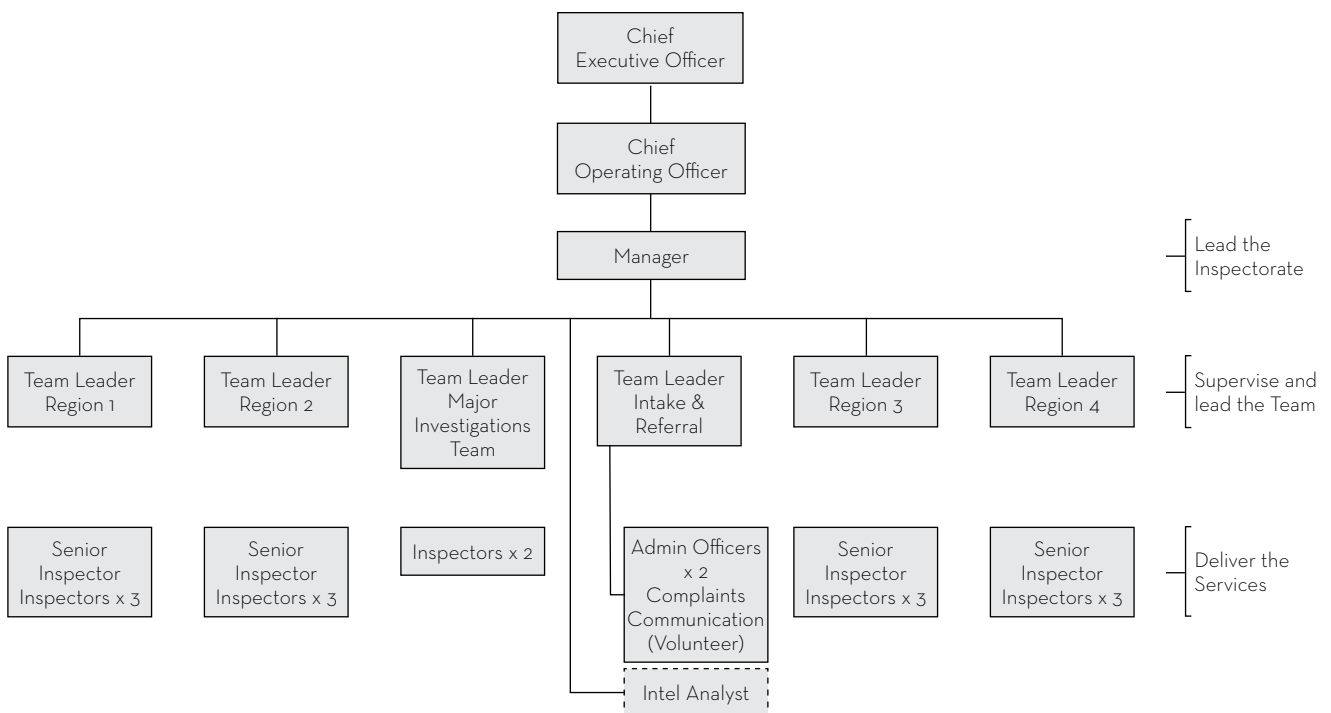 Chief
Executive Officer
Chief
Operating Officer
Manager
Lead the
Inspectorate
Team Leader
Region 1
Team Leader
Region 2
Team Leader
Major
Investigations
Team
Team Leader
Intake &
Referral
Team Leader
Region 3
Team Leader
Region 4
Supervise and
lead the Team
Senior
Inspector
Inspectors x 3
Senior
Inspector
Inspectors x 3
Inspectors x 2
Admin Officers
x 2
Complaints
Communication
(Volunteer)
Senior
Inspector
Inspectors x 3
Senior
Inspector
Inspectors x 3
Deliver the
Services
Intel Analyst